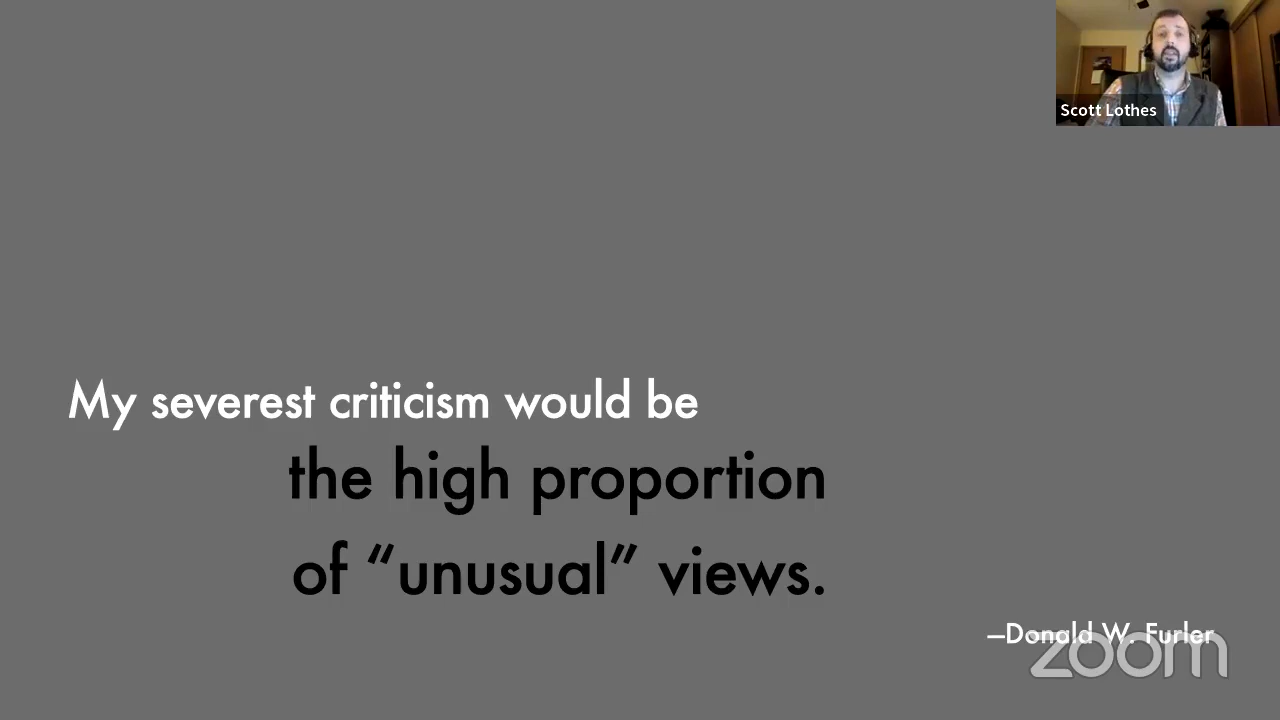 Scott Lothes
My severest criticism would be
the high proportion
of “unusual” views.
—Donald W. Furler
zoom